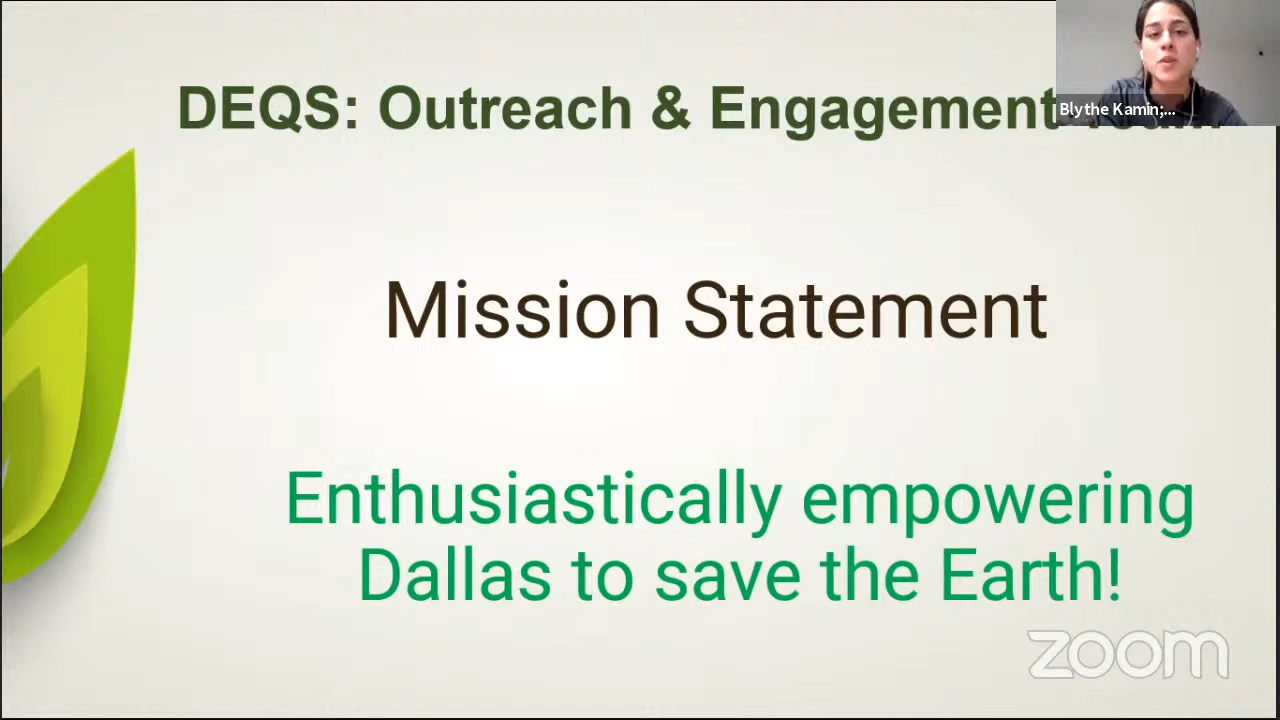 DEQS: Outreach & Engagement
Blythe Kamin;...
Mission Statement
Enthusiastically empowering
Dallas to save the Earth!
zoom